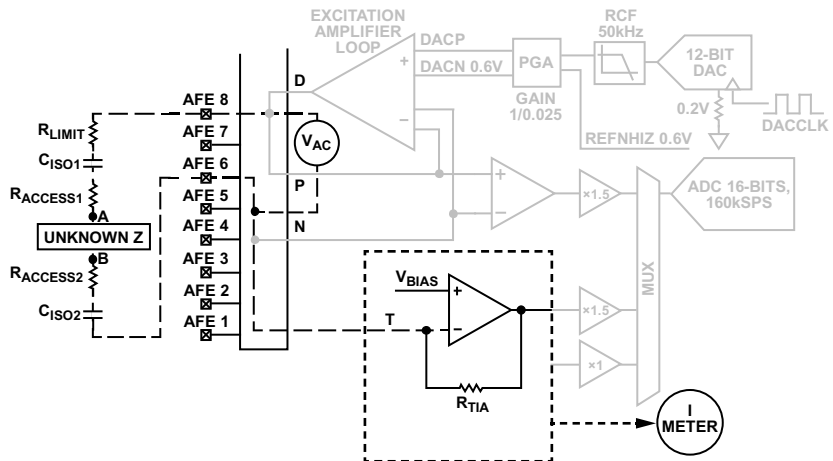 EXCITATION
AMPLIFIER
LOOP
DACP
DACN 0.6V
PGA
GAIN
1/0.025
RCF
50kHz
12-BIT
DAC
0.2V
DACCLK
REFNHIZ 0.6V
D
P
N
T
AFE 8
AFE 7
AFE 6
AFE 5
AFE 4
AFE 3
AFE 2
AFE 1
RLIMIT
CISO1
RACCESS1
A
UNKNOWN Z
B
RACCESS2
CISO2
VAC
+
–
–
+
–
×1.5
MUX
ADC 16-BITS,
160kSPS
VBIAS
+
–
RTIA
×1.5
×1
I
METER